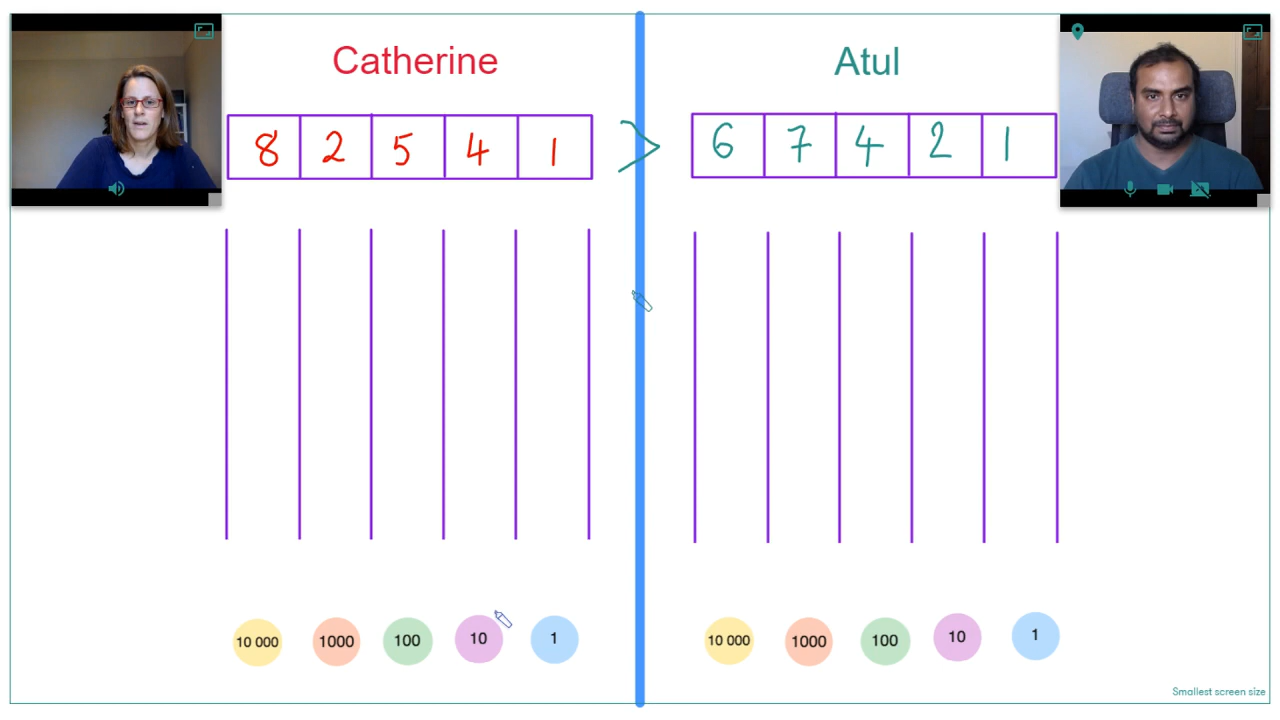 Catherine
Atul
8 2 5 4 1 > 6 7 4 2 1
10 000 1000 100 10 1
10 000 1000 100 10 1
Smallest screen size